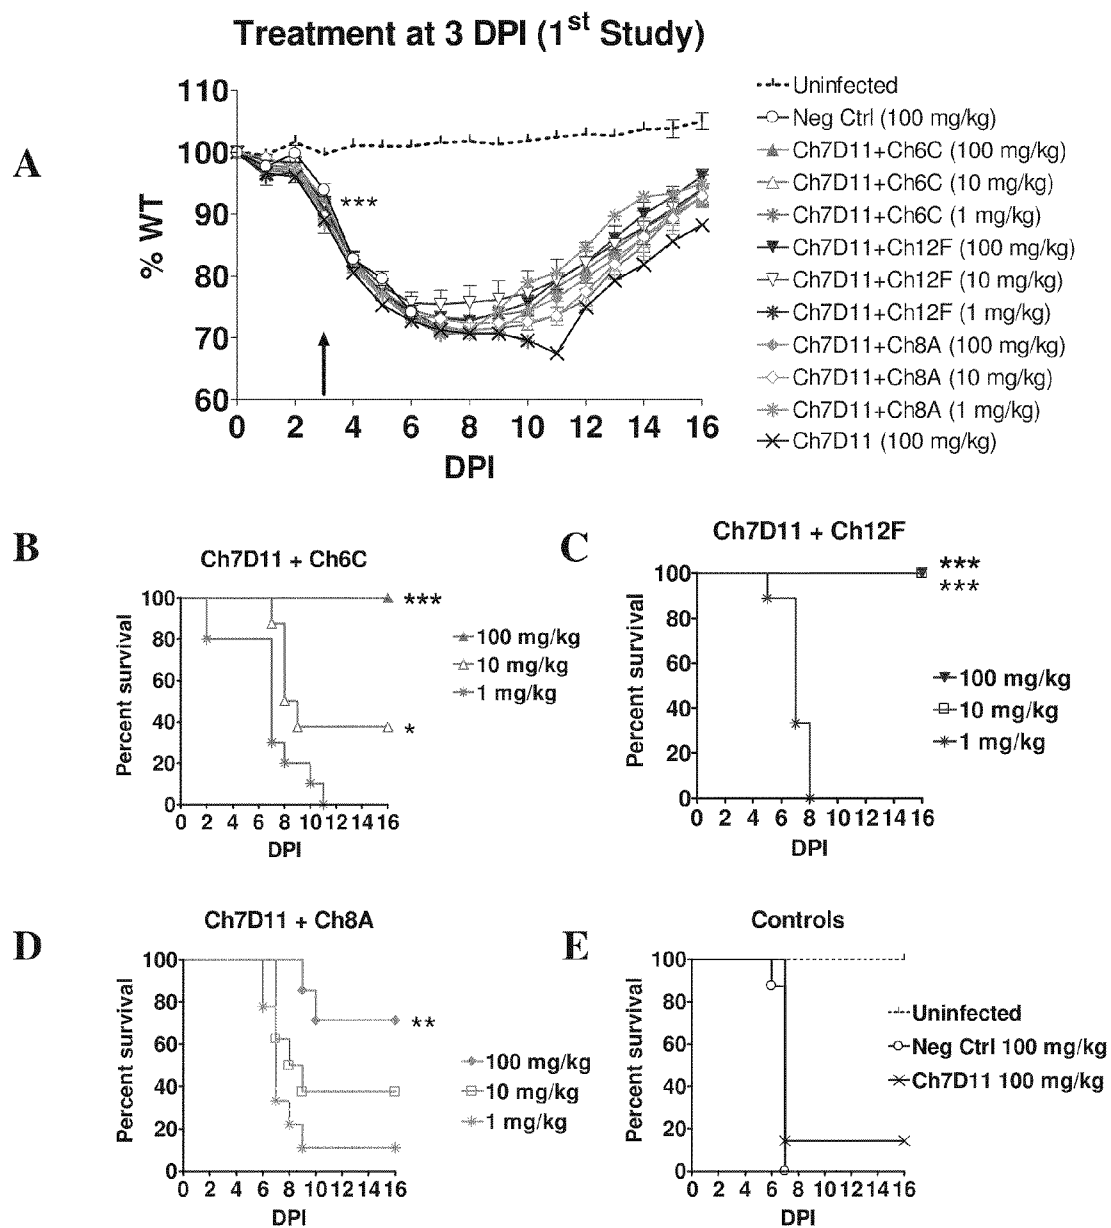 Treatment at 3 DPI (1st Study)
A
% WT
110
100
90
80
70
60
***
0 2 4 6 8 10 12 14 16
DPI
Uninfected
Neg Ctrl (100 mg/kg)
Ch7D11+Ch6C (100 mg/kg)
Ch7D11+Ch6C (10 mg/kg)
Ch7D11+Ch6C (1 mg/kg)
Ch7D11+Ch12F (100 mg/kg)
Ch7D11+Ch12F (10 mg/kg)
Ch7D11+Ch12F (1 mg/kg)
Ch7D11+Ch8A (100 mg/kg)
Ch7D11+Ch8A (10 mg/kg)
Ch7D11+Ch8A (1 mg/kg)
Ch7D11 (100 mg/kg)
B
Ch7D11 + Ch6C
Percent survival
100
80
60
40
20
0
***
*
100 mg/kg
10 mg/kg
1 mg/kg
0 2 4 6 8 10 12 14 16
DPI
C
Ch7D11 + Ch12F
Percent survival
100
80
60
40
20
0
***
***
100 mg/kg
10 mg/kg
1 mg/kg
0 2 4 6 8 10 12 14 16
DPI
D
Ch7D11 + Ch8A
Percent survival
100
80
60
40
20
0
**
100 mg/kg
10 mg/kg
1 mg/kg
0 2 4 6 8 10 12 14 16
DPI
E
Controls
Percent survival
100
80
60
40
20
0
Uninfected
Neg Ctrl 100 mg/kg
Ch7D11 100 mg/kg
0 2 4 6 8 10 12 14 16
DPI